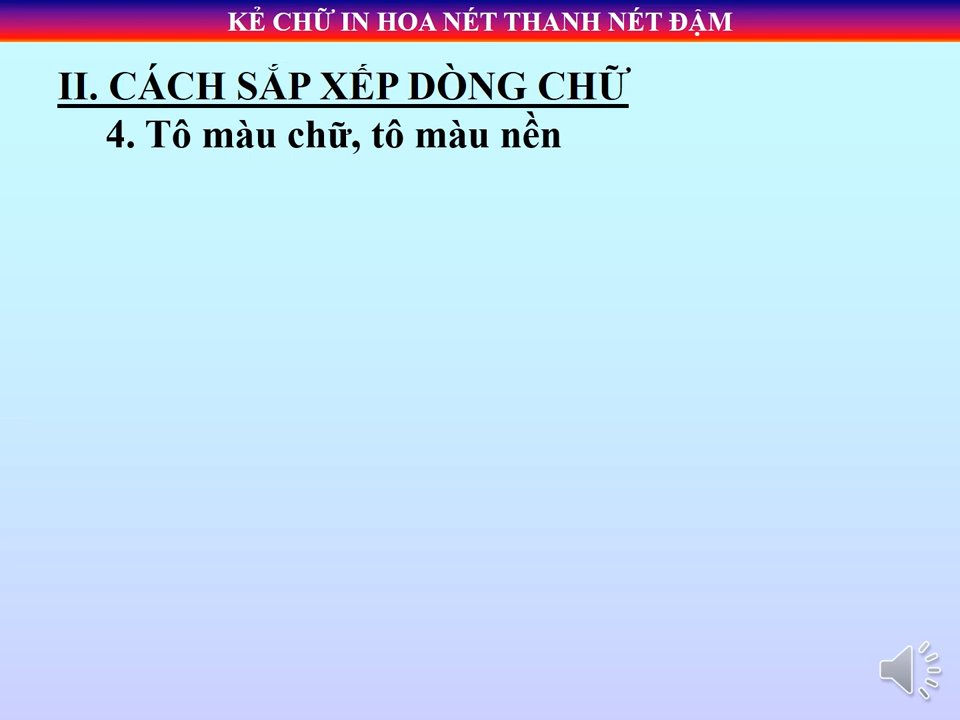 KẺ CHỮ IN HOA NÉT THANH NÉT ĐẬM
II. CÁCH SẮP XẾP DÒNG CHỮ
4. Tô màu chữ, tô màu nền